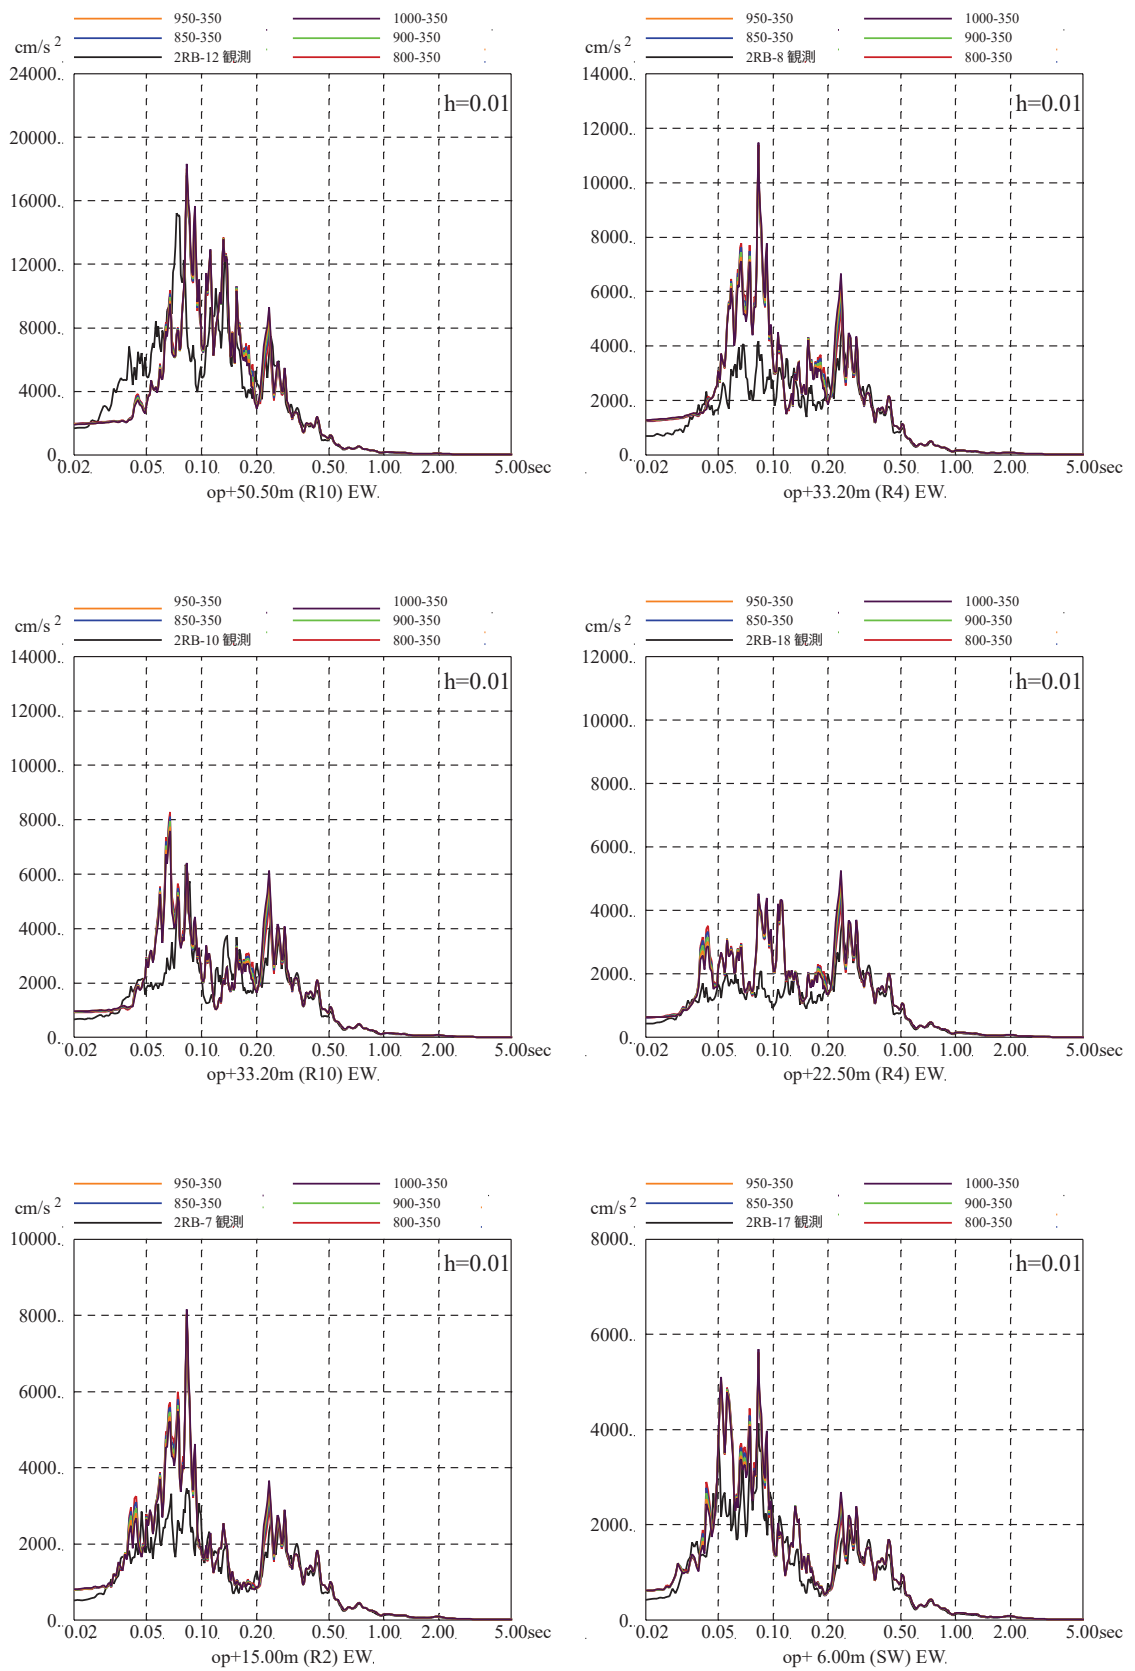 950-350 1000-350
cm/s 2 850-350 900-350
2RB-12 観測 800-350
24000.
h=0.01
20000.
16000.
12000.
8000.
4000.
0.
0.02 0.05 0.10 0.20 0.50 1.00 2.00 5.00sec
op+50.50m (R10) EW.
950-350 1000-350
cm/s 2 850-350 900-350
2RB-8 観測 800-350
14000.
h=0.01
12000.
10000.
8000.
6000.
4000.
2000.
0.
0.02 0.05 0.10 0.20 0.50 1.00 2.00 5.00sec
op+33.20m (R4) EW.
950-350 1000-350
cm/s 2 850-350 900-350
2RB-10 観測 800-350
14000.
h=0.01
12000.
10000.
8000.
6000.
4000.
2000.
0.
0.02 0.05 0.10 0.20 0.50 1.00 2.00 5.00sec
op+33.20m (R10) EW.
950-350 1000-350
cm/s 2 850-350 900-350
2RB-18 観測 800-350
12000.
h=0.01
10000.
8000.
6000.
4000.
2000.
0.
0.02 0.05 0.10 0.20 0.50 1.00 2.00 5.00sec
op+22.50m (R4) EW.
950-350 1000-350
cm/s 2 850-350 900-350
2RB-7 観測 800-350
10000.
h=0.01
8000.
6000.
4000.
2000.
0.
0.02 0.05 0.10 0.20 0.50 1.00 2.00 5.00sec
op+15.00m (R2) EW.
950-350 1000-350
cm/s 2 850-350 900-350
2RB-17 観測 800-350
8000.
h=0.01
6000.
4000.
2000.
0.
0.02 0.05 0.10 0.20 0.50 1.00 2.00 5.00sec
op+ 6.00m (SW) EW.